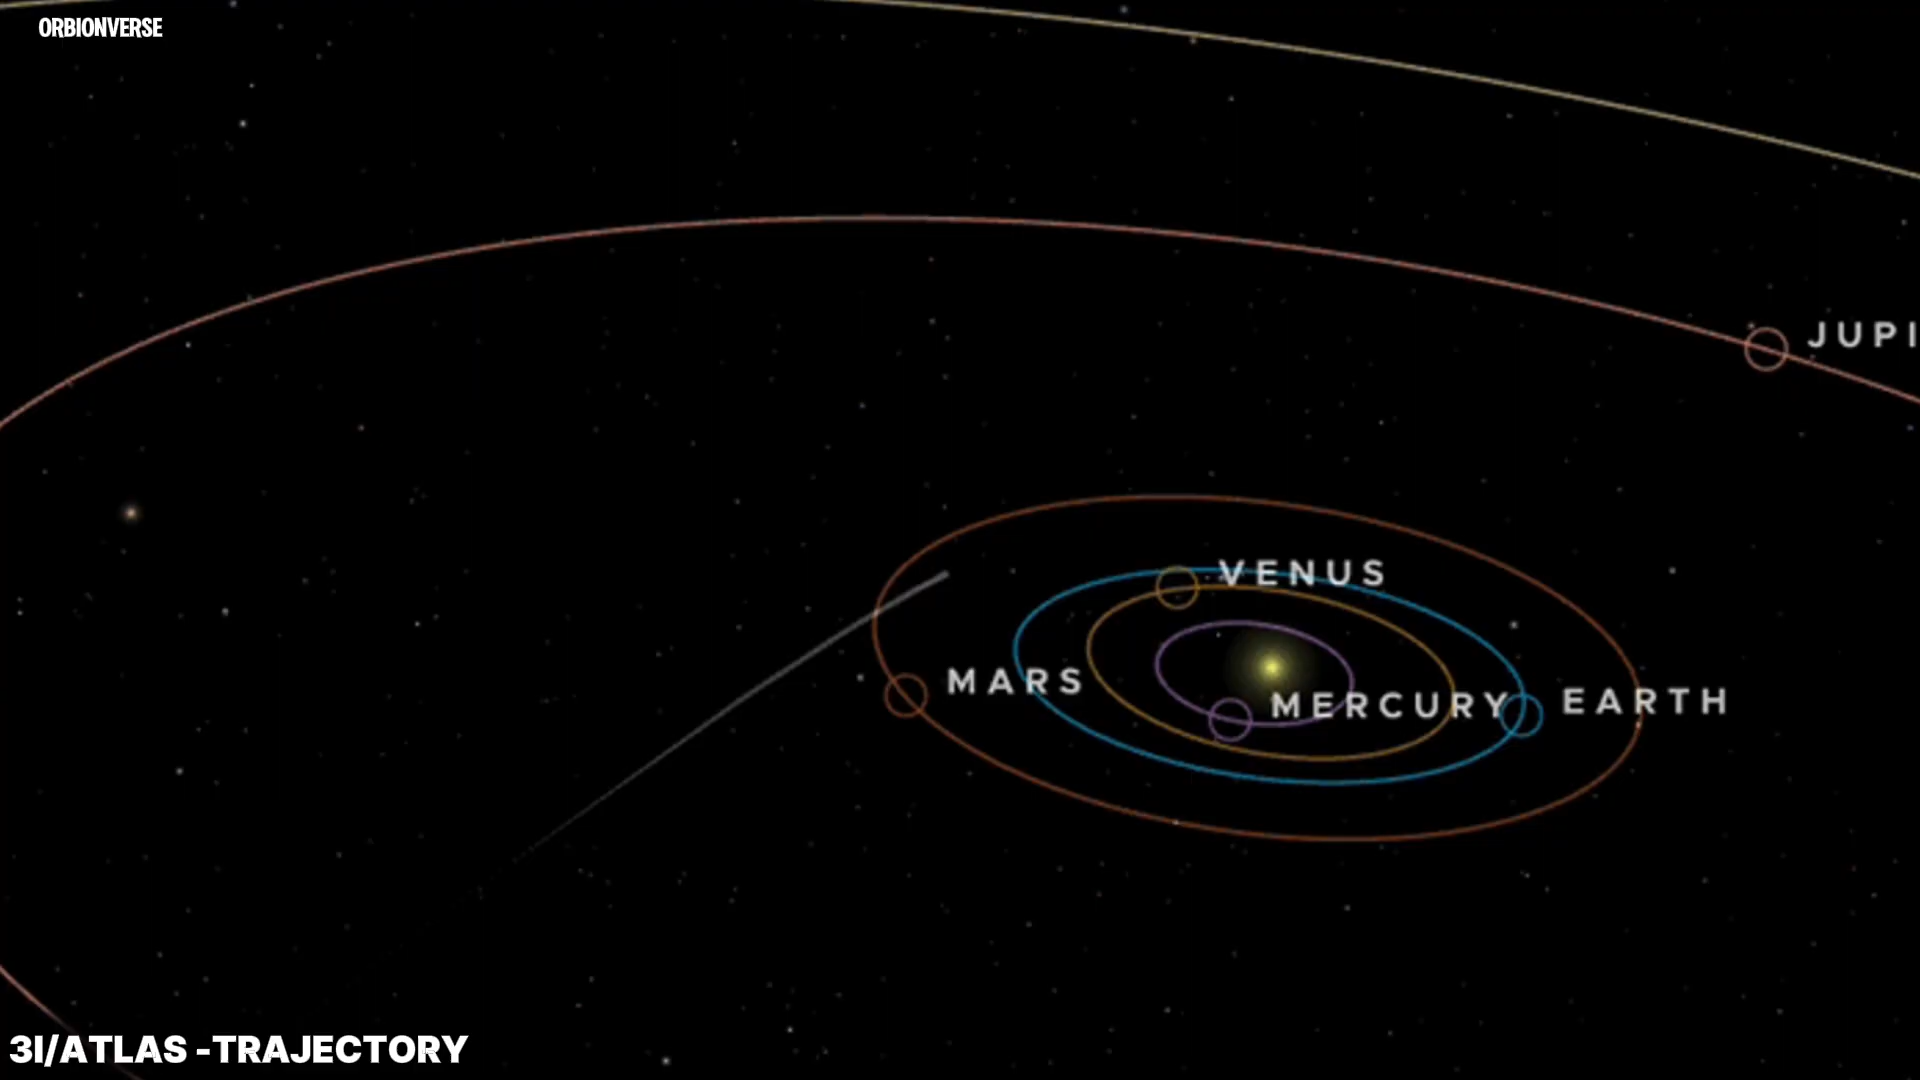 ORBIONVERSE
JUPI
VENUS
MARS
MERCURY
EARTH
3I/ATLAS -TRAJECTORY